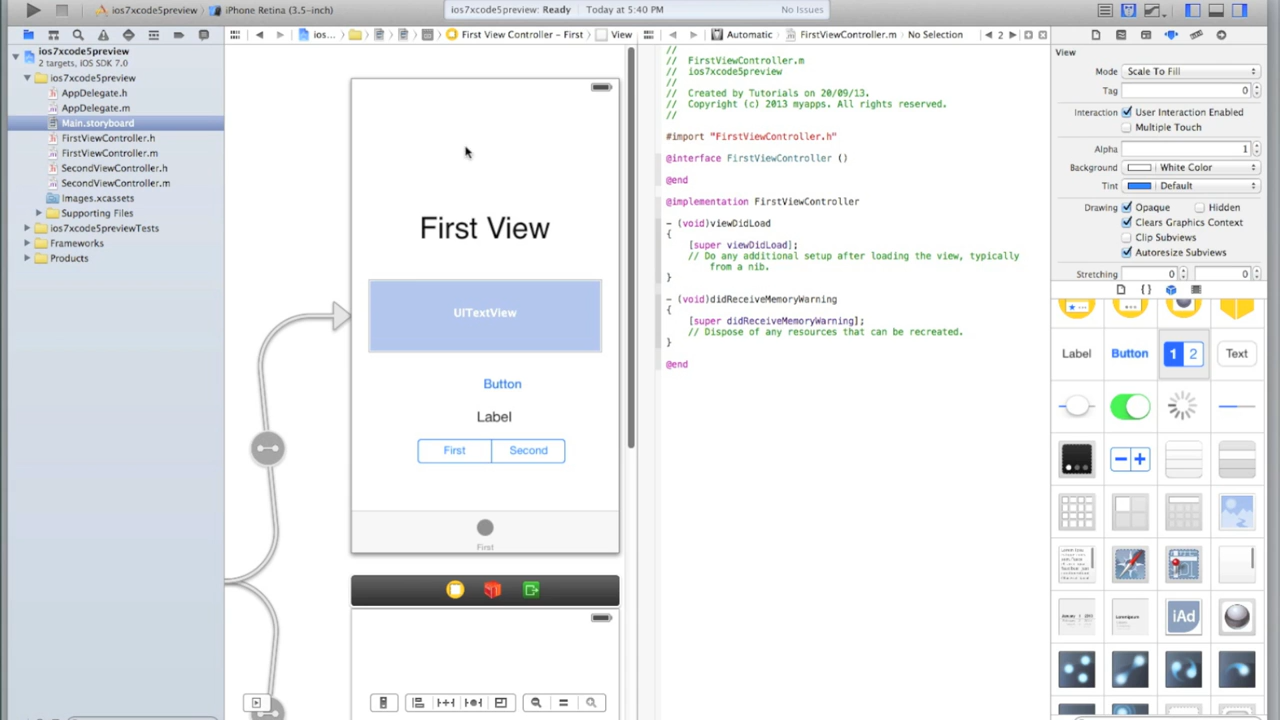 ios7xcode5preview
iPhone Retina (3.5-inch)
ios7xcode5preview: Ready
Today at 5:40 PM
No Issues
ios...
First View Controller – First
View
Automatic
FirstViewController.m
No Selection
2
ios7xcode5preview
2 targets, iOS SDK 7.0
ios7xcode5preview
AppDelegate.h
AppDelegate.m
Main.storyboard
FirstViewController.h
FirstViewController.m
SecondViewController.h
SecondViewController.m
Images.xcassets
Supporting Files
ios7xcode5previewTests
Frameworks
Products
First View
UITextView
Button
Label
First
Second
First
//
// FirstViewController.m
// ios7xcode5preview
//
// Created by Tutorials on 20/09/13.
// Copyright (c) 2013 myapps. All rights reserved.
//
#import "FirstViewController.h"
@interface FirstViewController ()
@end
@implementation FirstViewController
- (void)viewDidLoad
{
[super viewDidLoad];
// Do any additional setup after loading the view, typically
from a nib.
}
- (void)didReceiveMemoryWarning
{
[super didReceiveMemoryWarning];
// Dispose of any resources that can be recreated.
}
@end
View
Mode
Scale To Fill
Tag
0
Interaction
User Interaction Enabled
Multiple Touch
Alpha
1
Background
White Color
Tint
Default
Drawing
Opaque
Hidden
Clears Graphics Context
Clip Subviews
Autoresize Subviews
Stretching
0
0
{ }
Label
Button
1 2
Text
iAd